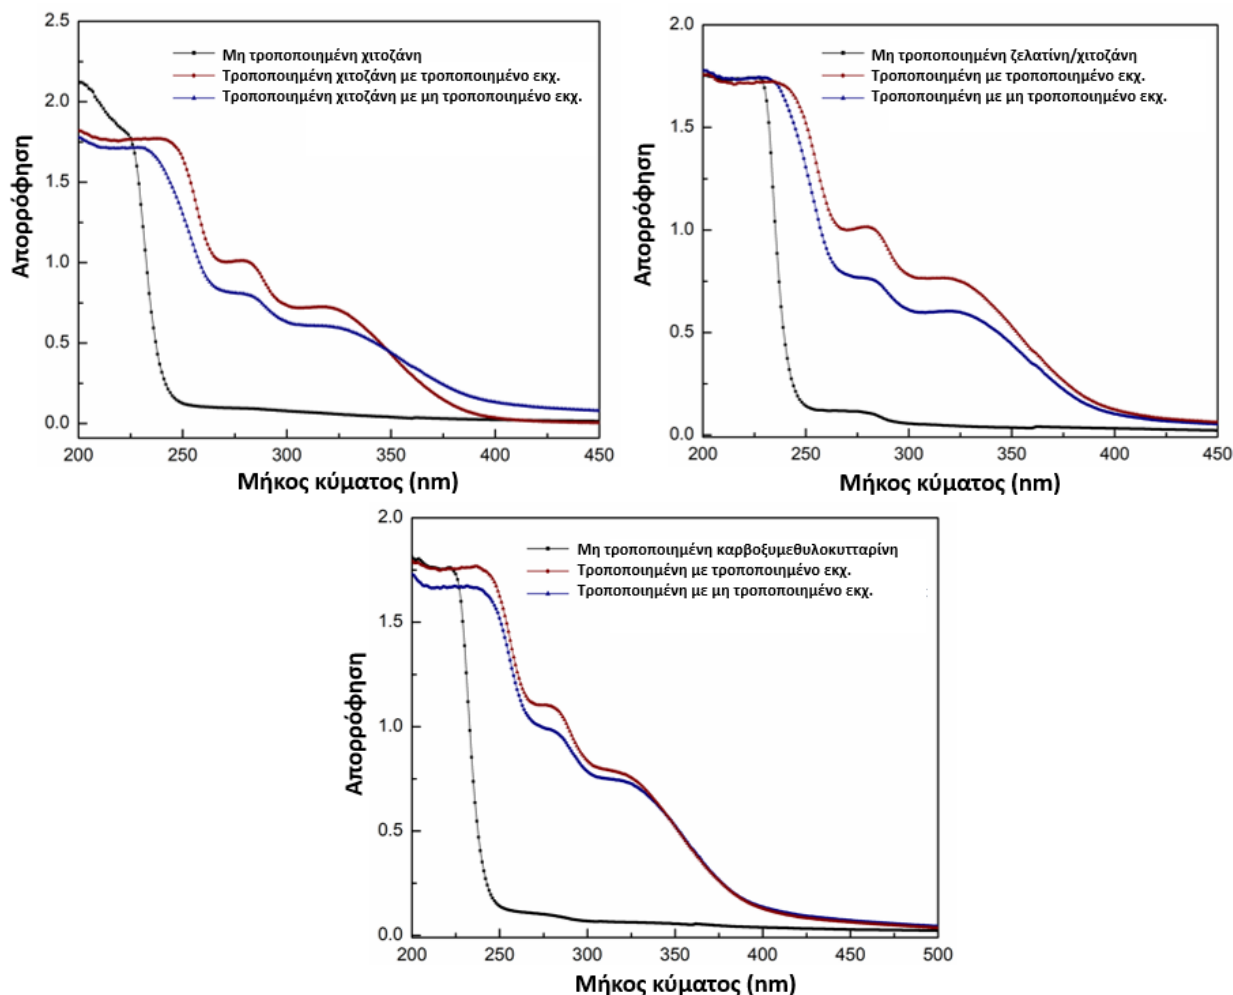 2.5
2.0
1.5
1.0
0.5
0.0
Απορρόφηση
Μη τροποποιημένη χιτοζάνη
Τροποποιημένη χιτοζάνη με τροποποιημένο εκχ.
Τροποποιημένη χιτοζάνη με μη τροποποιημένο εκχ.
200 250 300 350 400 450
Μήκος κύματος (nm)
2.0
1.5
1.0
0.5
0.0
Απορρόφηση
Μη τροποποιημένη ζελατίνη/χιτοζάνη
Τροποποιημένη με τροποποιημένο εκχ.
Τροποποιημένη με μη τροποποιημένο εκχ.
200 250 300 350 400 450
Μήκος κύματος (nm)
2.0
1.5
1.0
0.5
0.0
Απορρόφηση
Μη τροποποιημένη καρβοξυμεθυλοκυτταρίνη
Τροποποιημένη με τροποποιημένο εκχ.
Τροποποιημένη με μη τροποποιημένο εκχ.
200 250 300 350 400 450 500
Μήκος κύματος (nm)